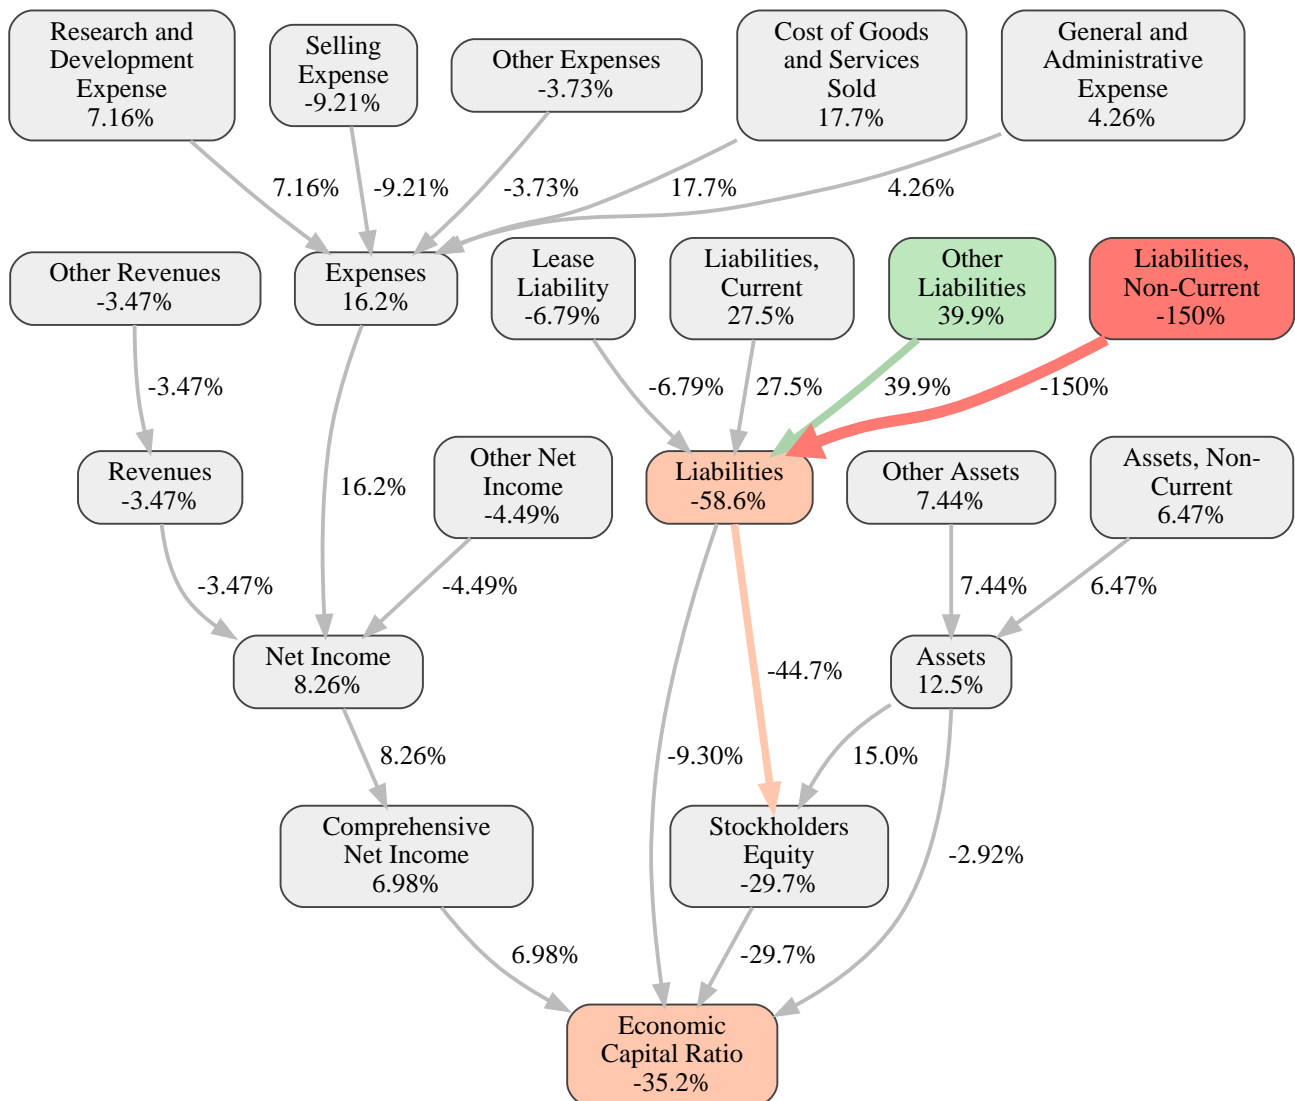 Research and
Development
Expense
7.16%
Selling
Expense
-9.21%
Other Expenses
-3.73%
Cost of Goods
and Services
Sold
17.7%
General and
Administrative
Expense
4.26%
7.16%
-9.21%
-3.73%
17.7%
4.26%
Other Revenues
-3.47%
Expenses
16.2%
Lease
Liability
-6.79%
Liabilities,
Current
27.5%
Other
Liabilities
39.9%
Liabilities,
Non-Current
-150%
-3.47%
-6.79%
27.5%
39.9%
-150%
Revenues
-3.47%
16.2%
Other Net
Income
-4.49%
Liabilities
-58.6%
Other Assets
7.44%
Assets, Non-
Current
6.47%
-3.47%
-4.49%
7.44%
6.47%
Net Income
8.26%
-44.7%
Assets
12.5%
8.26%
-9.30%
15.0%
Comprehensive
Net Income
6.98%
Stockholders
Equity
-29.7%
-2.92%
6.98%
-29.7%
Economic
Capital Ratio
-35.2%